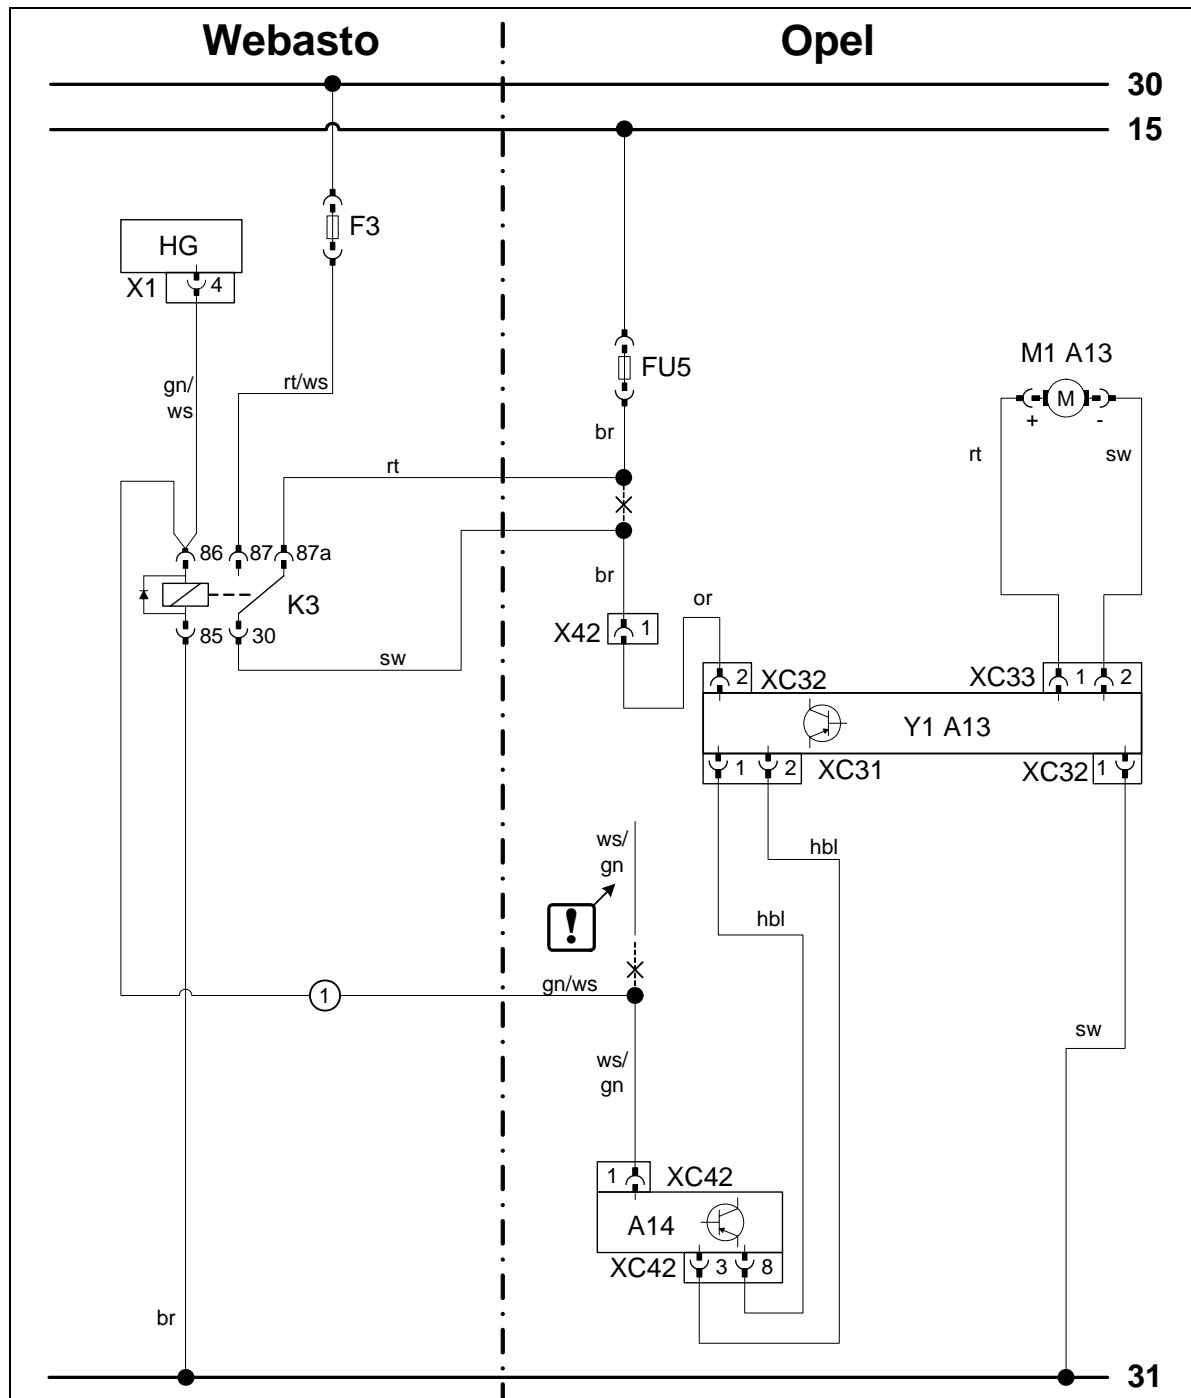 Webasto
Opel
30
15
F3
HG
X1
4
FU5
M1 A13
M
+
-
gn/
ws
rt/ws
br
rt
sw
rt
86
87
87a
K3
85
30
br
or
X42
1
sw
2
XC32
XC33
1
2
Y1 A13
1
2
XC31
XC32
1
ws/
gn
hbl
!
hbl
gn/ws
1
sw
ws/
gn
1
XC42
A14
XC42
3
8
br
31